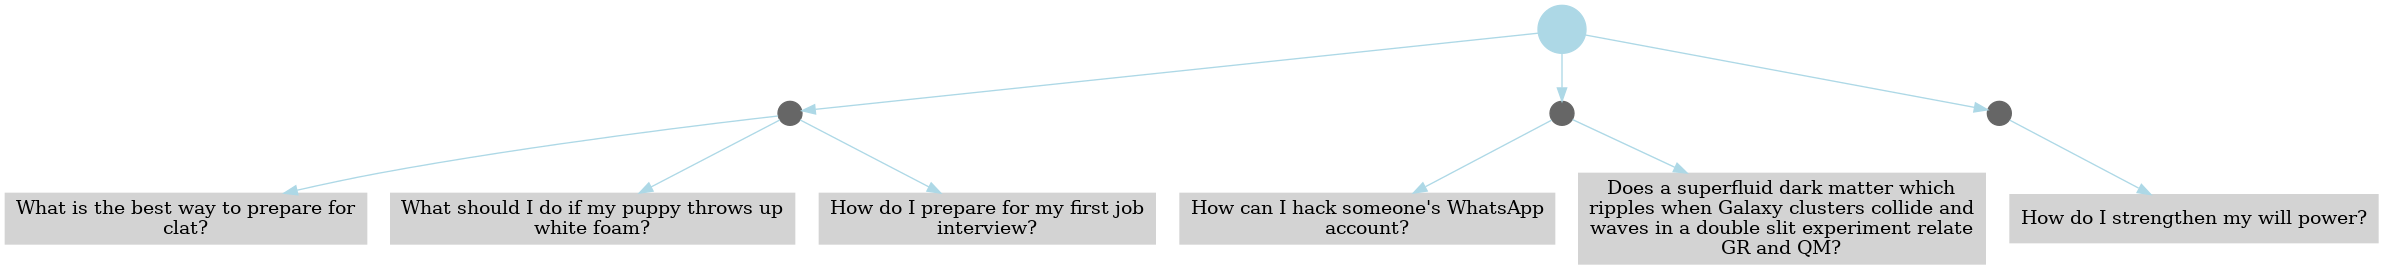 What is the best way to prepare for
clat?
What should I do if my puppy throws up
white foam?
How do I prepare for my first job
interview?
How can I hack someone's WhatsApp
account?
Does a superfluid dark matter which
ripples when Galaxy clusters collide and
waves in a double slit experiment relate
GR and QM?
How do I strengthen my will power?